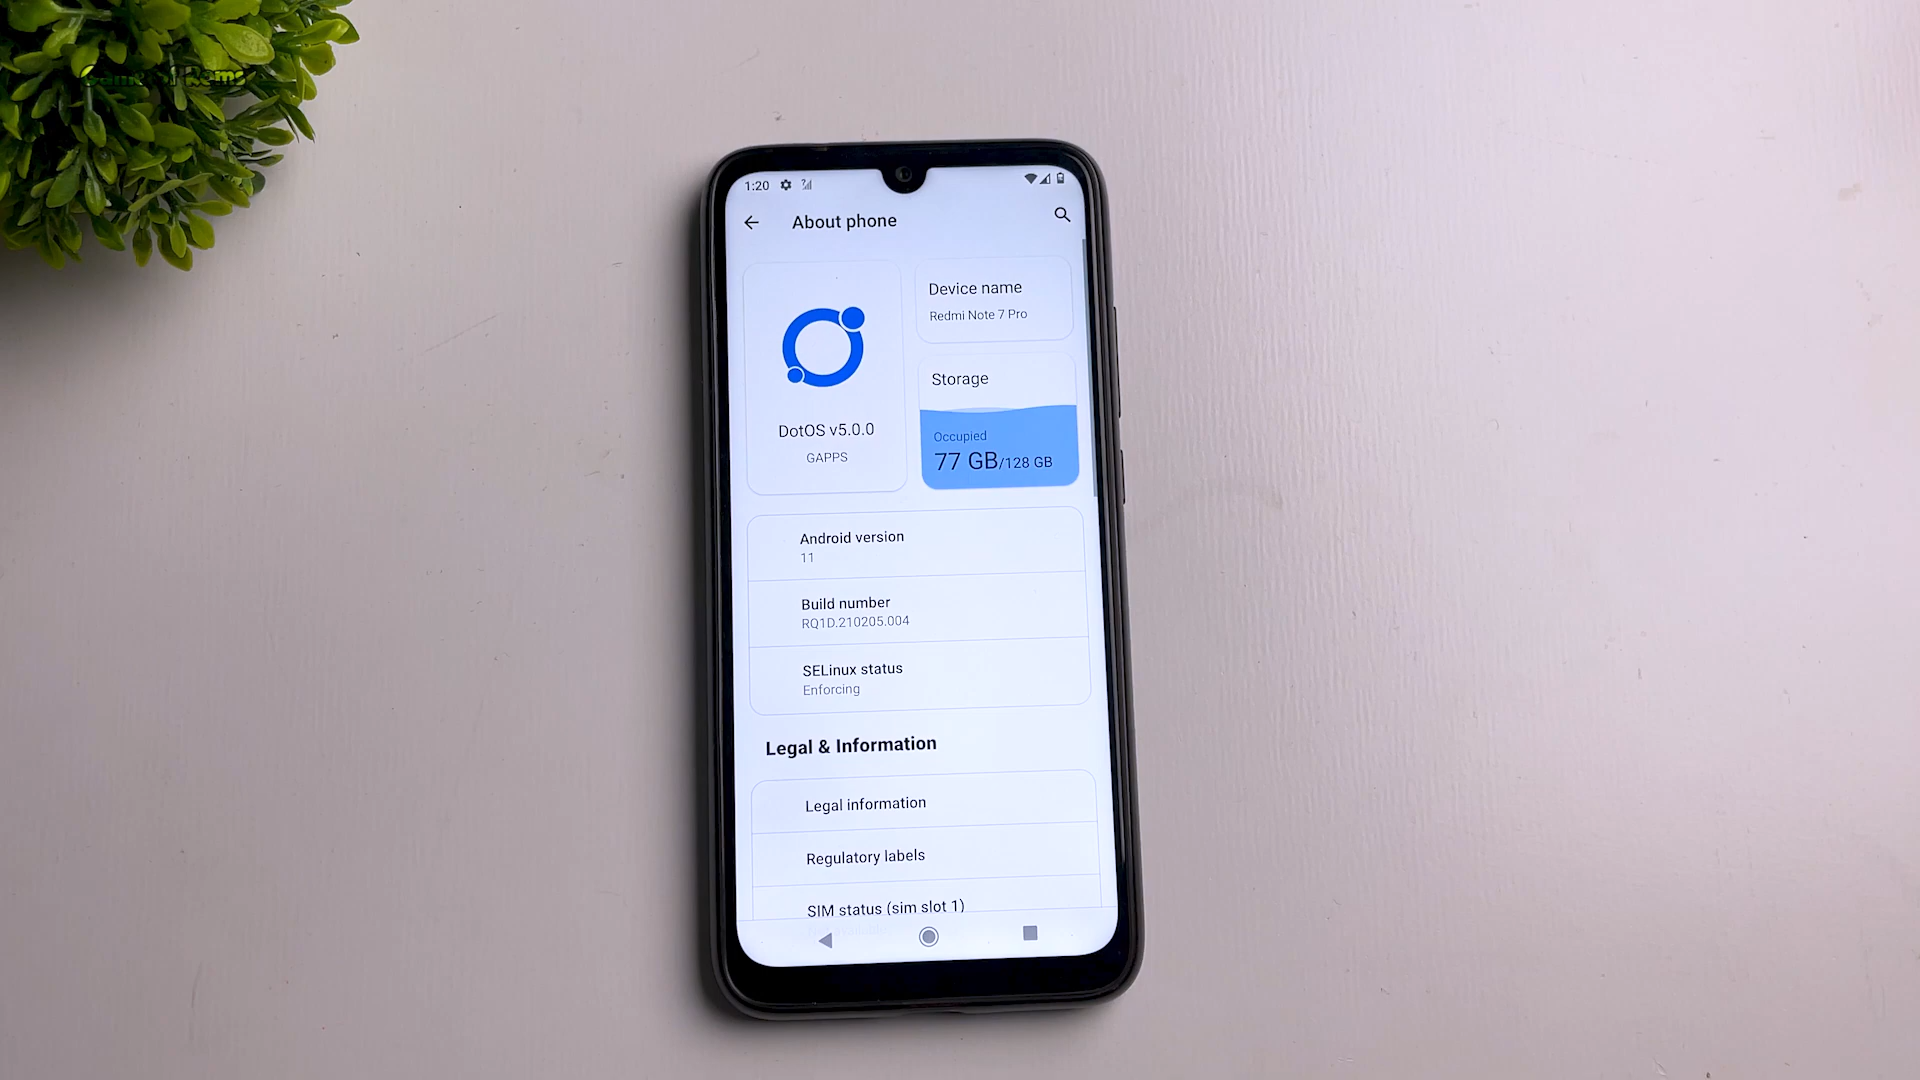 1:20
About phone
DotOS v5.0.0
GAPPS
Device name
Redmi Note 7 Pro
Storage
Occupied
77 GB/128 GB
Android version
11
Build number
RQ1D.210205.004
SELinux status
Enforcing
Legal & Information
Legal information
Regulatory labels
SIM status (sim slot 1)